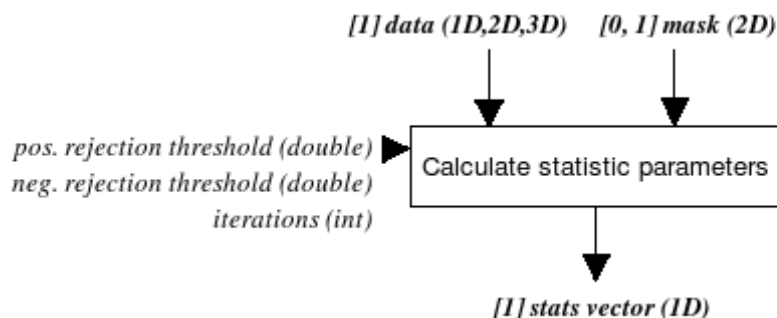 [1] data (1D,2D,3D) [0, 1] mask (2D)
pos. rejection threshold (double)
Calculate statistic parameters
neg. rejection threshold (double)
iterations (int)
[1] stats vector (1D)